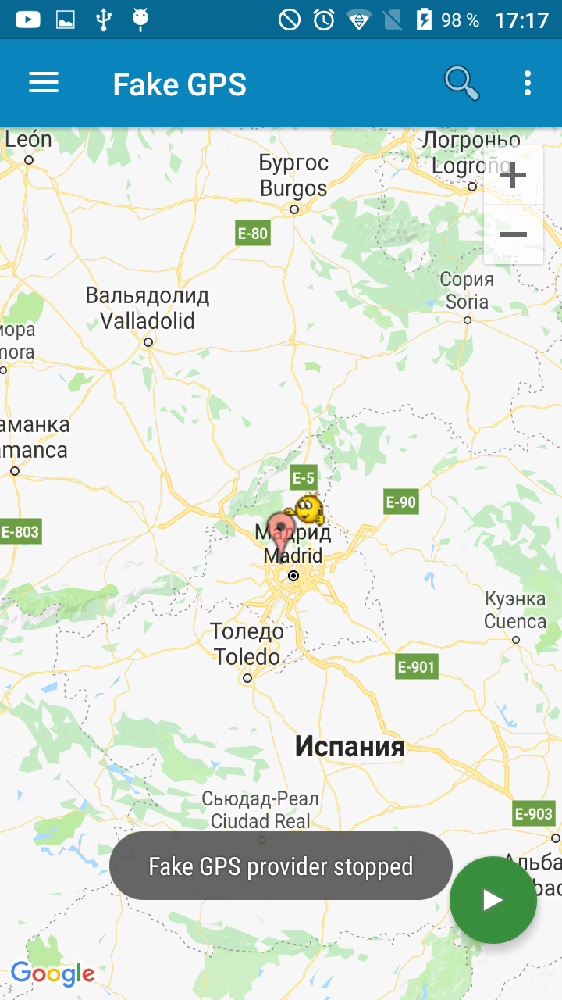 98 % 17:17
Fake GPS
León
Логроньо
Logroño
Бургос
Burgos
E-80
Сория
Soria
Вальядолид
Valladolid
мора
mora
аманка
amanca
E-5
E-90
E-803
Мадрид
Madrid
Куэнка
Cuenca
Толедо
Toledo
E-901
Испания
Сьюдад-Реал
Ciudad Real
E-903
Альба
bac
Fake GPS provider stopped
Google